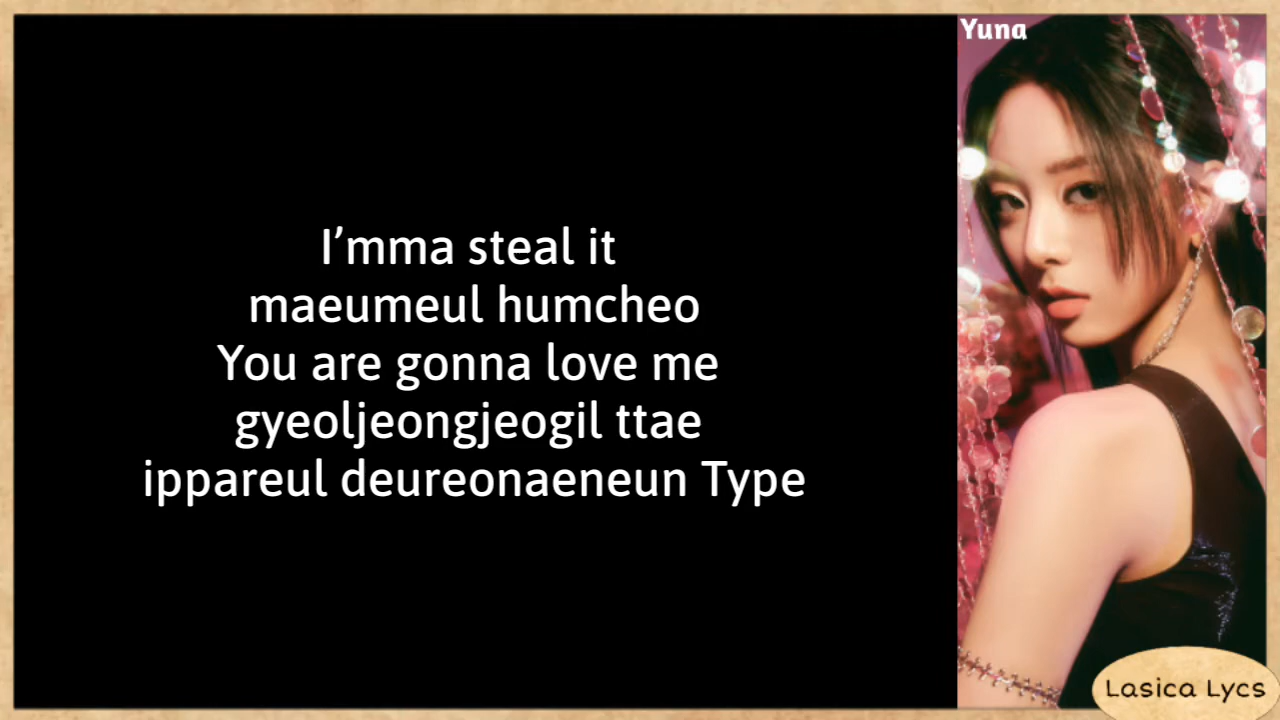 Yuna
I’mma steal it
maeumeul humcheo
You are gonna love me
gyeoljeongjeogil ttae
ippareul deureonaeneun Type
Lasica Lycs